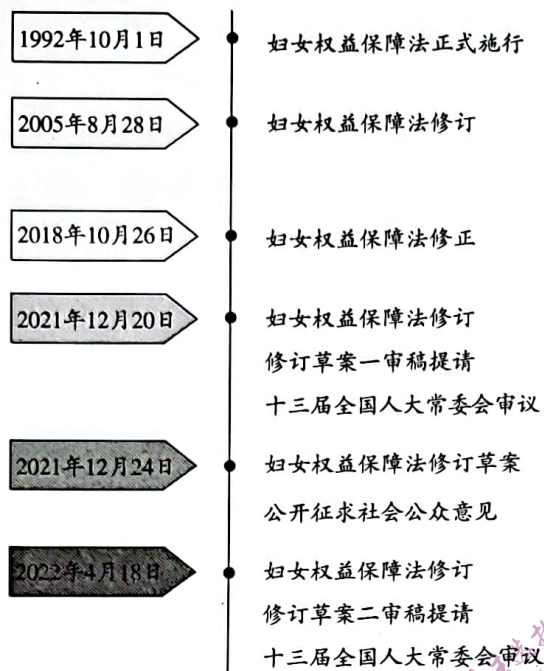 1992年10月1日
妇女权益保障法正式施行
2005年8月28日
妇女权益保障法修订
2018年10月26日
妇女权益保障法修正
2021年12月20日
妇女权益保障法修订
修订草案一审稿提请
十三届全国人大常委会审议
2021年12月24日
妇女权益保障法修订草案
公开征求社会公众意见
2022年4月18日
妇女权益保障法修订
修订草案二审稿提请
十三届全国人大常委会审议